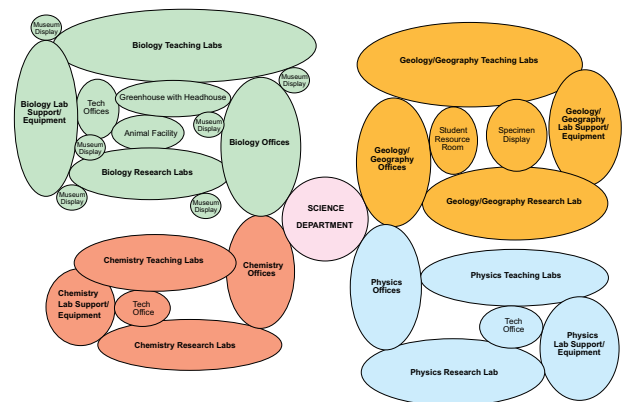 Museum
Display
Biology Teaching Labs
Museum
Display
Biology Lab
Support/
Equipment
Tech
Offices
Greenhouse with Headhouse
Museum
Display
Animal Facility
Museum
Display
Biology Offices
Biology Research Labs
Museum
Display
Museum
Display
Geology/Geography Teaching Labs
Geology/
Geography
Offices
Student
Resource
Room
Specimen
Display
Geology/
Geography
Lab Support/
Equipment
Geology/Geography Research Lab
SCIENCE
DEPARTMENT
Chemistry Teaching Labs
Chemistry
Offices
Chemistry
Lab Support/
Equipment
Tech
Office
Chemistry Research Labs
Physics
Offices
Physics Teaching Labs
Tech
Office
Physics
Lab Support/
Equipment
Physics Research Lab